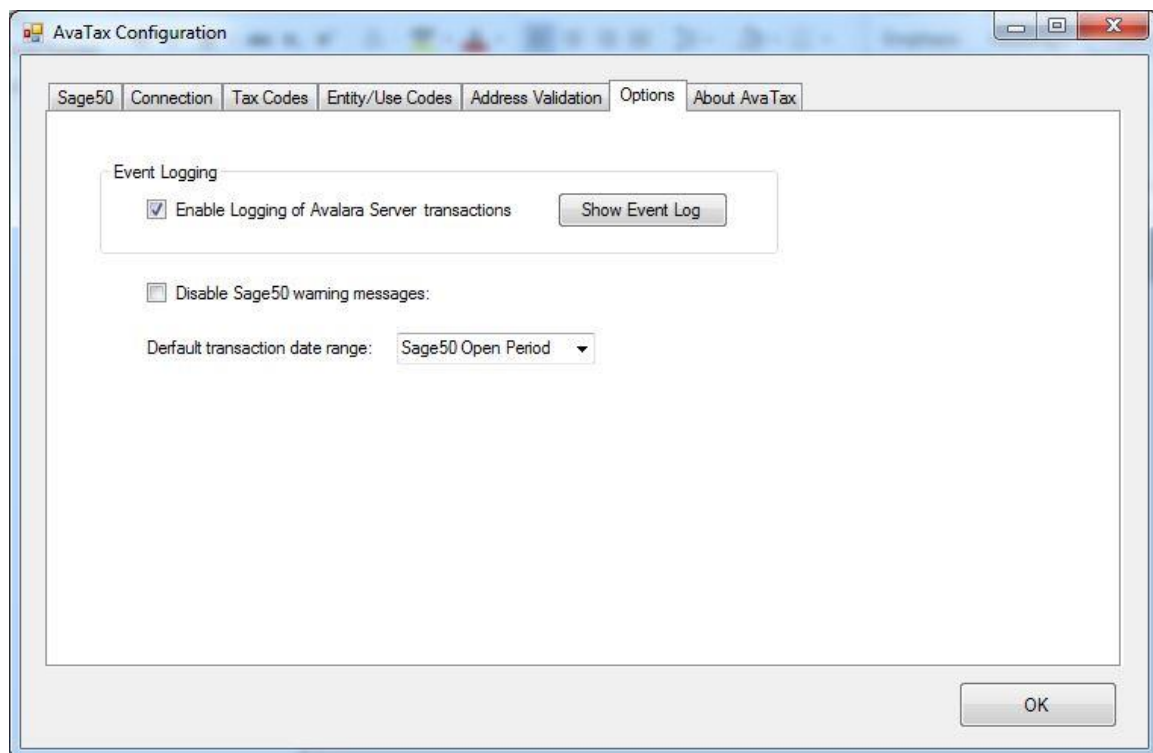 AvaTax Configuration
Sage50 Connection Tax Codes Entity/Use Codes Address Validation Options About AvaTax
Event Logging
Enable Logging of Avalara Server transactions Show Event Log
Disable Sage50 warning messages:
Derfault transaction date range: Sage50 Open Period
OK